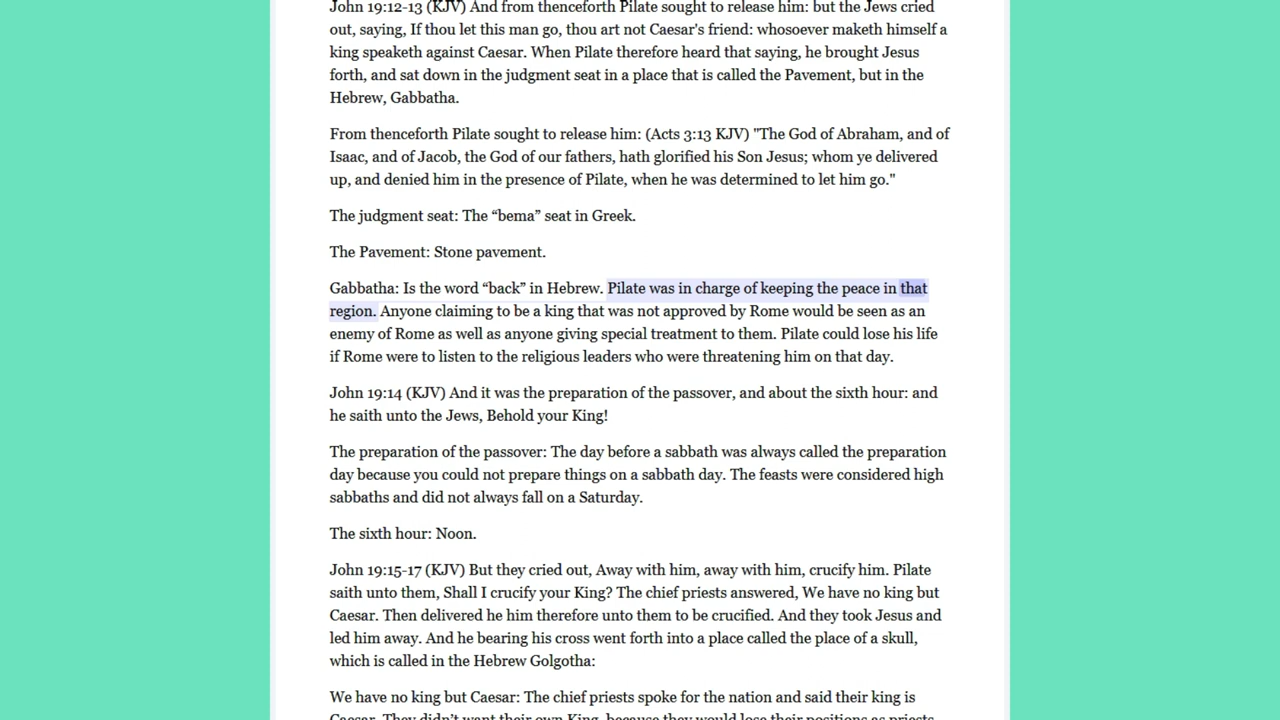 John 19:12-13 (KJV) And from thenceforth Pilate sought to release him: but the Jews cried
out, saying, If thou let this man go, thou art not Caesar's friend: whosoever maketh himself a
king speaketh against Caesar. When Pilate therefore heard that saying, he brought Jesus
forth, and sat down in the judgment seat in a place that is called the Pavement, but in the
Hebrew, Gabbatha.
From thenceforth Pilate sought to release him: (Acts 3:13 KJV) "The God of Abraham, and of
Isaac, and of Jacob, the God of our fathers, hath glorified his Son Jesus; whom ye delivered
up, and denied him in the presence of Pilate, when he was determined to let him go."
The judgment seat: The “bema” seat in Greek.
The Pavement: Stone pavement.
Gabbatha: Is the word “back” in Hebrew. Pilate was in charge of keeping the peace in that
region. Anyone claiming to be a king that was not approved by Rome would be seen as an
enemy of Rome as well as anyone giving special treatment to them. Pilate could lose his life
if Rome were to listen to the religious leaders who were threatening him on that day.
John 19:14 (KJV) And it was the preparation of the passover, and about the sixth hour: and
he saith unto the Jews, Behold your King!
The preparation of the passover: The day before a sabbath was always called the preparation
day because you could not prepare things on a sabbath day. The feasts were considered high
sabbaths and did not always fall on a Saturday.
The sixth hour: Noon.
John 19:15-17 (KJV) But they cried out, Away with him, away with him, crucify him. Pilate
saith unto them, Shall I crucify your King? The chief priests answered, We have no king but
Caesar. Then delivered he him therefore unto them to be crucified. And they took Jesus and
led him away. And he bearing his cross went forth into a place called the place of a skull,
which is called in the Hebrew Golgotha:
We have no king but Caesar: The chief priests spoke for the nation and said their king is
Caesar. They didn’t want their own King, because they would lose their positions as priests